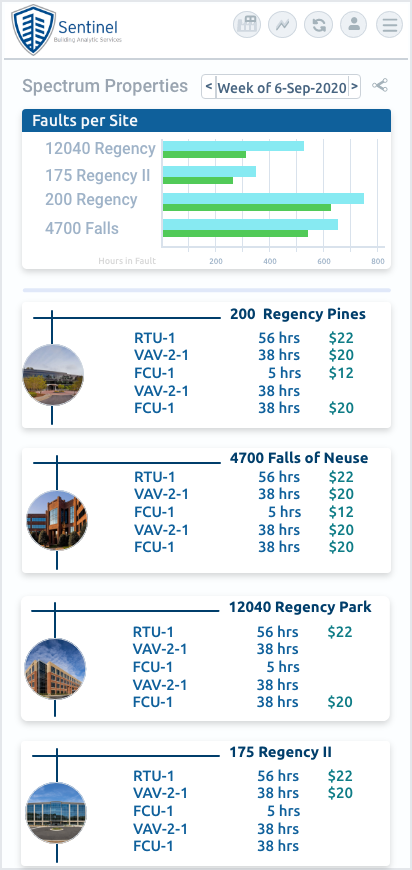 Sentinel
Building Analytic Services
Spectrum Properties < Week of 6-Sep-2020 >
Faults per Site
12040 Regency
175 Regency II
200 Regency
4700 Falls
Hours in Fault 200 400 600 800
200 Regency Pines
RTU-1 56 hrs $22
VAV-2-1 38 hrs $20
FCU-1 5 hrs $12
VAV-2-1 38 hrs
FCU-1 38 hrs $20
4700 Falls of Neuse
RTU-1 56 hrs $22
VAV-2-1 38 hrs $20
FCU-1 5 hrs $12
VAV-2-1 38 hrs $20
FCU-1 38 hrs $20
12040 Regency Park
RTU-1 56 hrs $22
VAV-2-1 38 hrs
FCU-1 5 hrs
VAV-2-1 38 hrs
FCU-1 38 hrs $20
175 Regency II
RTU-1 56 hrs $22
VAV-2-1 38 hrs $20
FCU-1 5 hrs
VAV-2-1 38 hrs
FCU-1 38 hrs